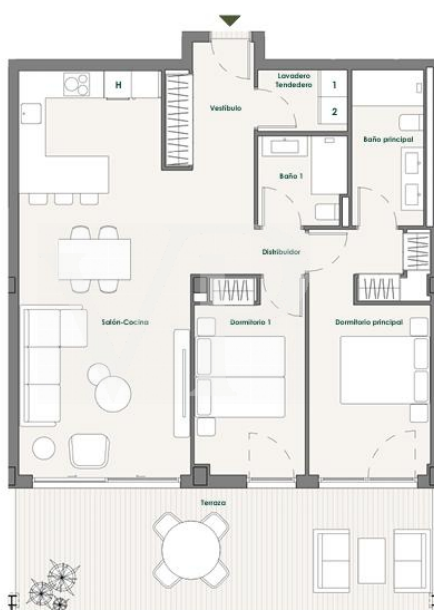 H
Lavadero
Tendedero
1
2
Vestíbulo
Baño principal
Baño 1
Distribuidor
Salón-Cocina
Dormitorio 1
Dormitorio principal
Terraza